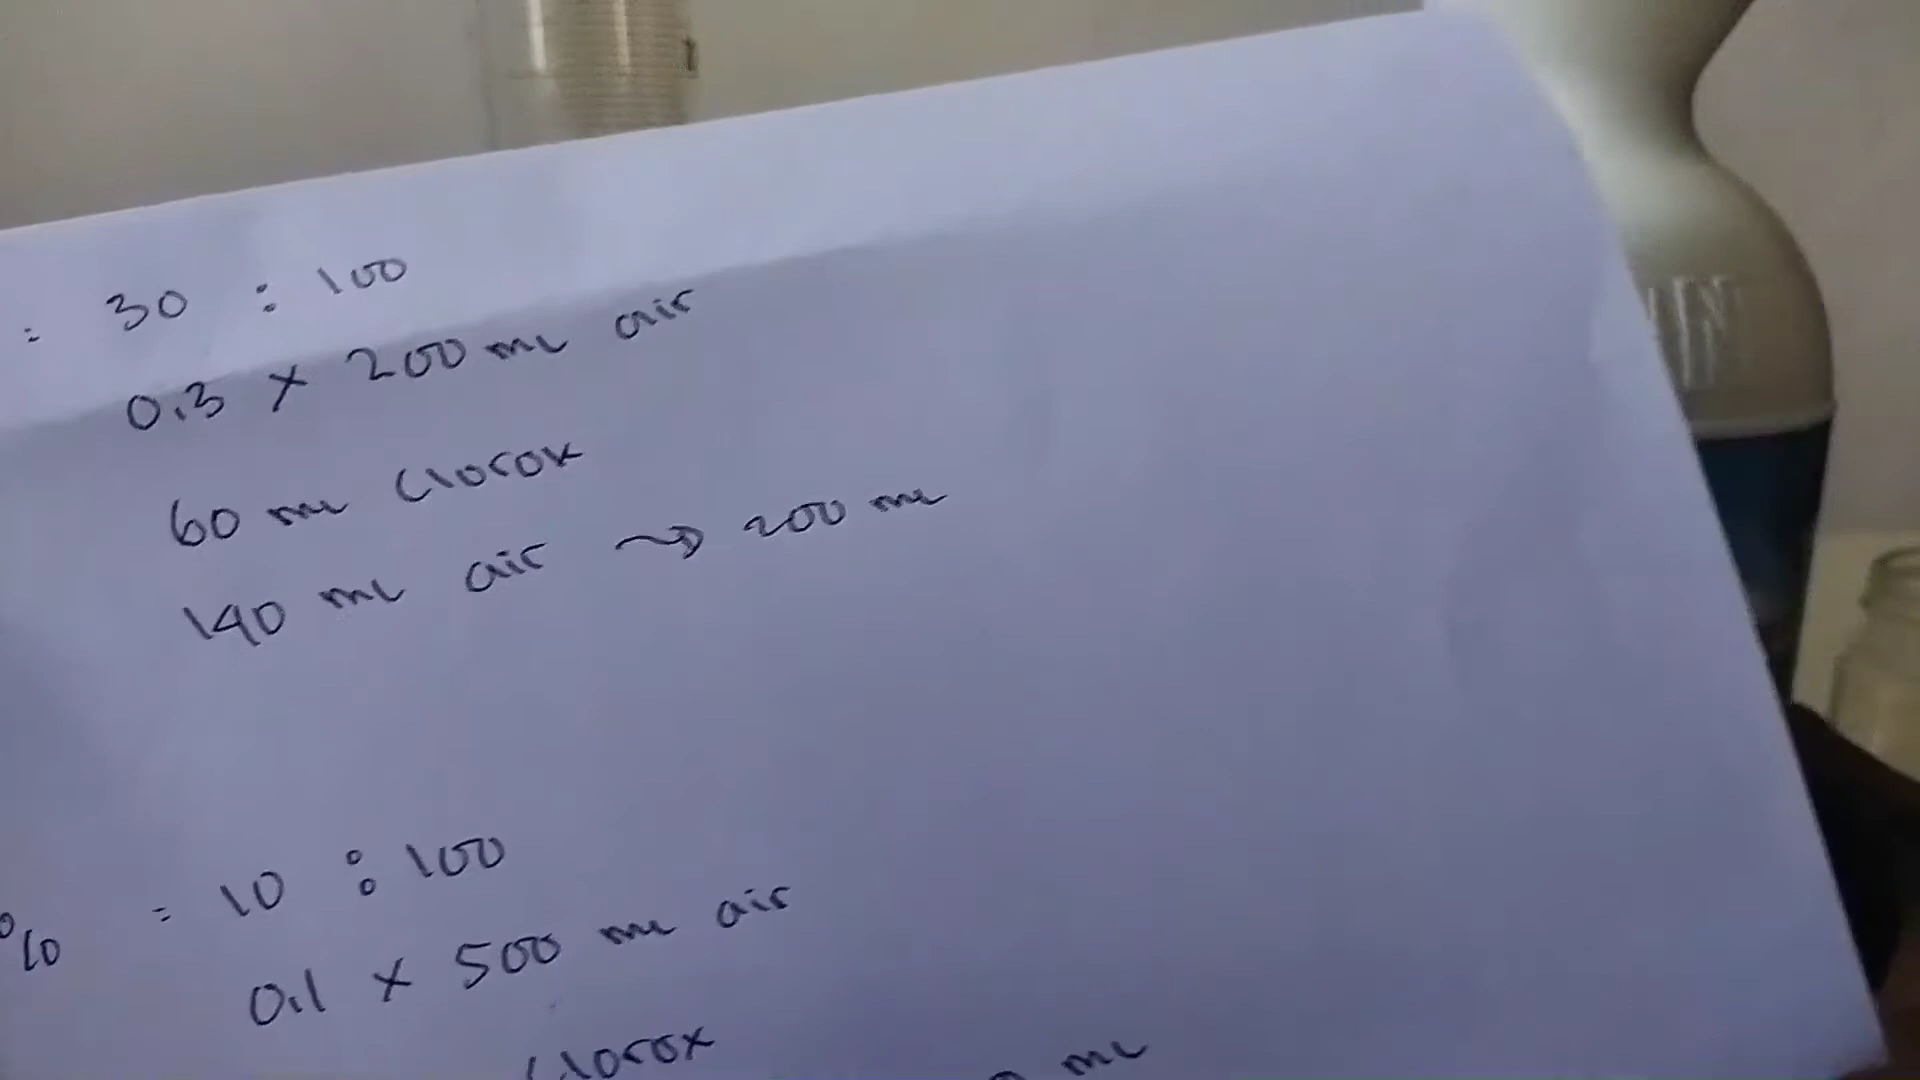 : 30 : 100
0.3 x 200 ml air
60 ml Clorox
140 ml air → 200 ml
% = 10 : 100
0.1 x 500 ml air
Clorox
ml